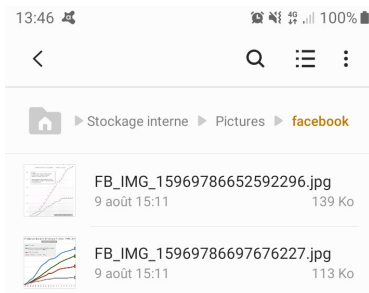 13:46 4G 100%
Stockage interne Pictures facebook
FB_IMG_15969786652592296.jpg
9 août 15:11 139 Ko
FB_IMG_15969786697676227.jpg
9 août 15:11 113 Ko